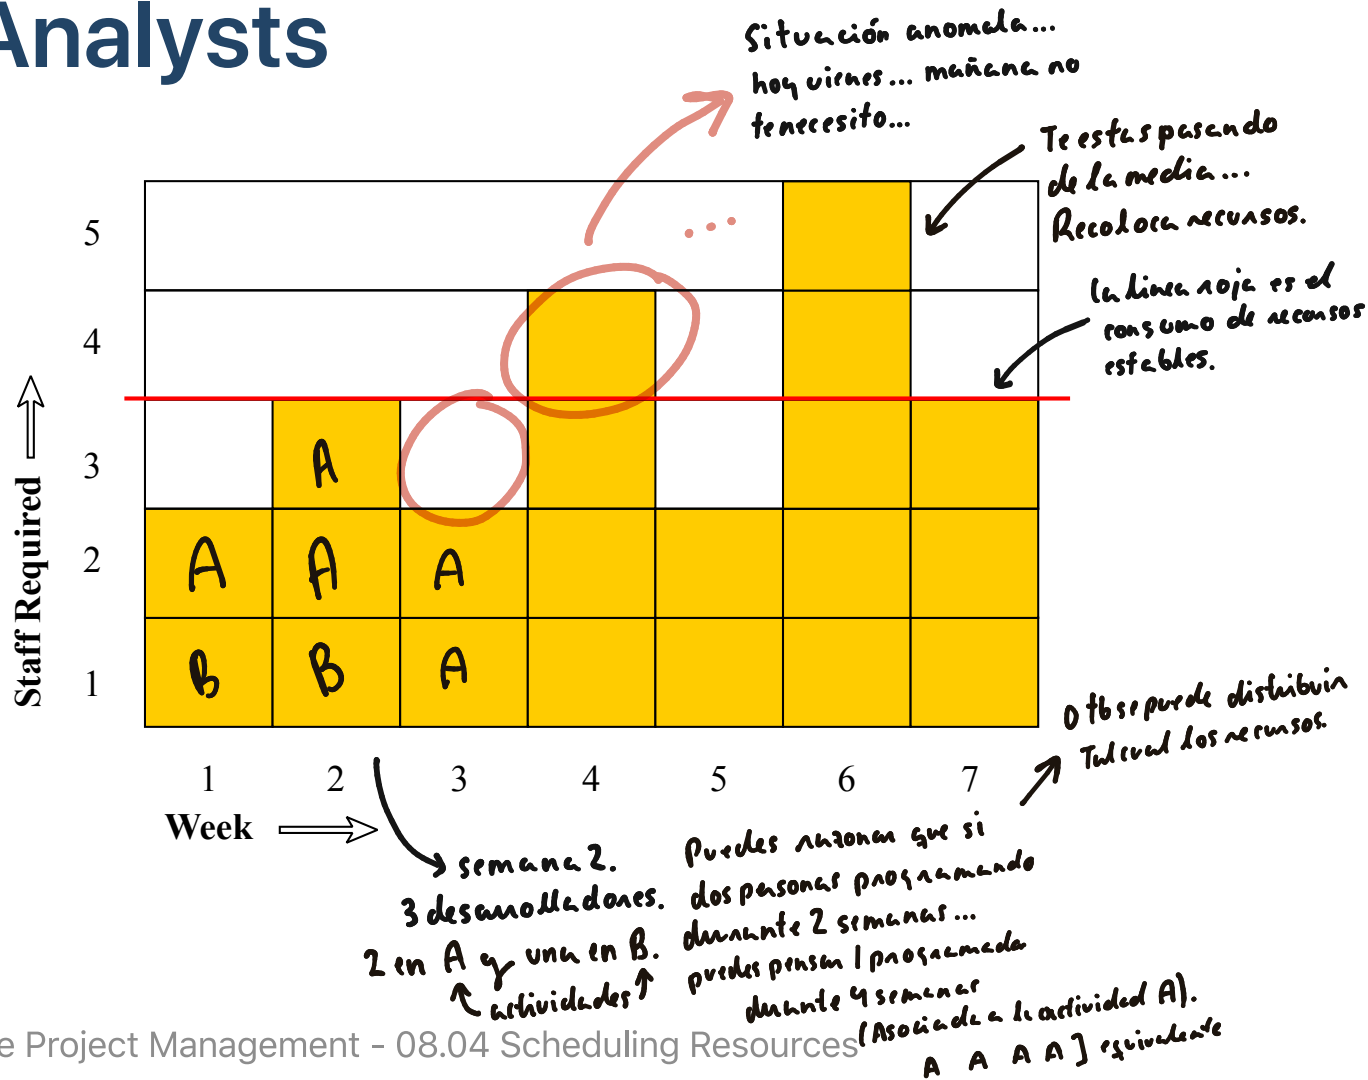 Analysts
Situación anomala...
hoy vienes... mañana no
te necesito...
Te estas pasando
de la media...
Recoloca recursos.
la linea roja es el
consumo de recursos
estables.
5
4
3
2
1
Staff Required
A
A A A
B B A
1 2 3 4 5 6 7
Week
semana 2.
3 desarrolladores.
2 en A y una en B.
actividades
Puedes razonar que si
dos personas programando
durante 2 semanas...
puedes pensar 1 programador
durante 4 semanas
(Asociada a la actividad A).
A A A A ] equivalente
O tb se puede distribuir
Tal cual los recursos.
e Project Management - 08.04 Scheduling Resources